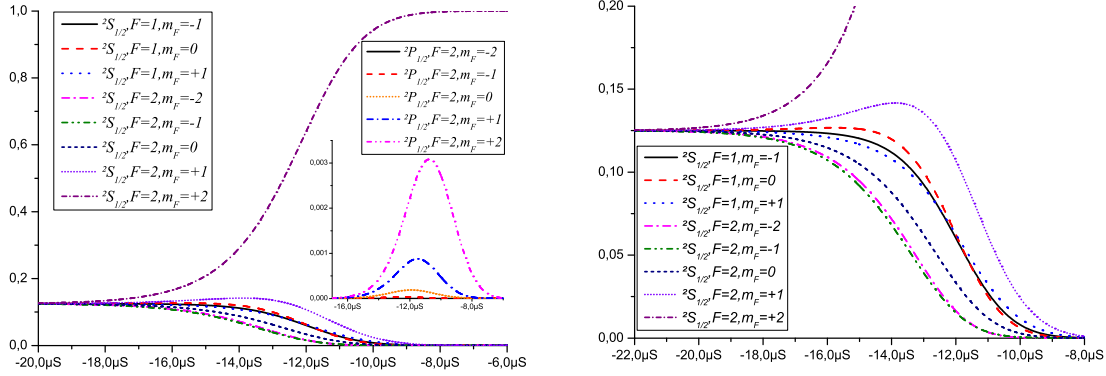 1,0
0,8
0,6
0,4
0,2
0,0
-20,0µS -18,0µS -16,0µS -14,0µS -12,0µS -10,0µS -8,0µS -6,0µS
²S1/2,F=1,mF=-1
²S1/2,F=1,mF=0
²S1/2,F=1,mF=+1
²S1/2,F=2,mF=-2
²S1/2,F=2,mF=-1
²S1/2,F=2,mF=0
²S1/2,F=2,mF=+1
²S1/2,F=2,mF=+2
²P1/2,F=2,mF=-2
²P1/2,F=2,mF=-1
²P1/2,F=2,mF=0
²P1/2,F=2,mF=+1
²P1/2,F=2,mF=+2
0.003
0.002
0.001
0.000
-16,0µS -12,0µS -8,0µS
0,20
0,15
0,10
0,05
0,00
-22,0µS -20,0µS -18,0µS -16,0µS -14,0µS -12,0µS -10,0µS -8,0µS
²S1/2,F=1,mF=-1
²S1/2,F=1,mF=0
²S1/2,F=1,mF=+1
²S1/2,F=2,mF=-2
²S1/2,F=2,mF=-1
²S1/2,F=2,mF=0
²S1/2,F=2,mF=+1
²S1/2,F=2,mF=+2